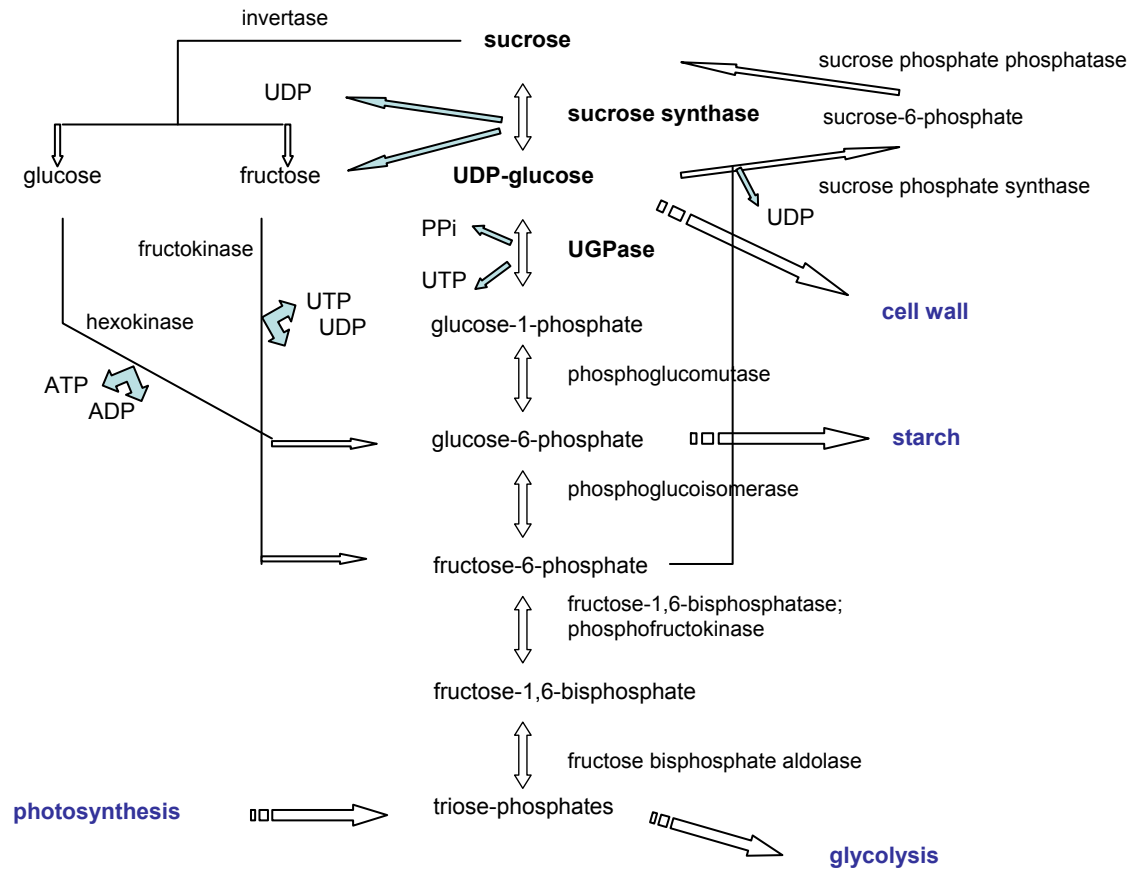 invertase
sucrose
sucrose phosphate phosphatase
UDP
sucrose synthase
sucrose-6-phosphate
glucose
fructose
UDP-glucose
sucrose phosphate synthase
UDP
PPi
fructokinase
UGPase
UTP
UTP
UDP
cell wall
hexokinase
glucose-1-phosphate
phosphoglucomutase
ATP
ADP
glucose-6-phosphate
starch
phosphoglucoisomerase
fructose-6-phosphate
fructose-1,6-bisphosphatase;
phosphofructokinase
fructose-1,6-bisphosphate
fructose bisphosphate aldolase
photosynthesis
triose-phosphates
glycolysis